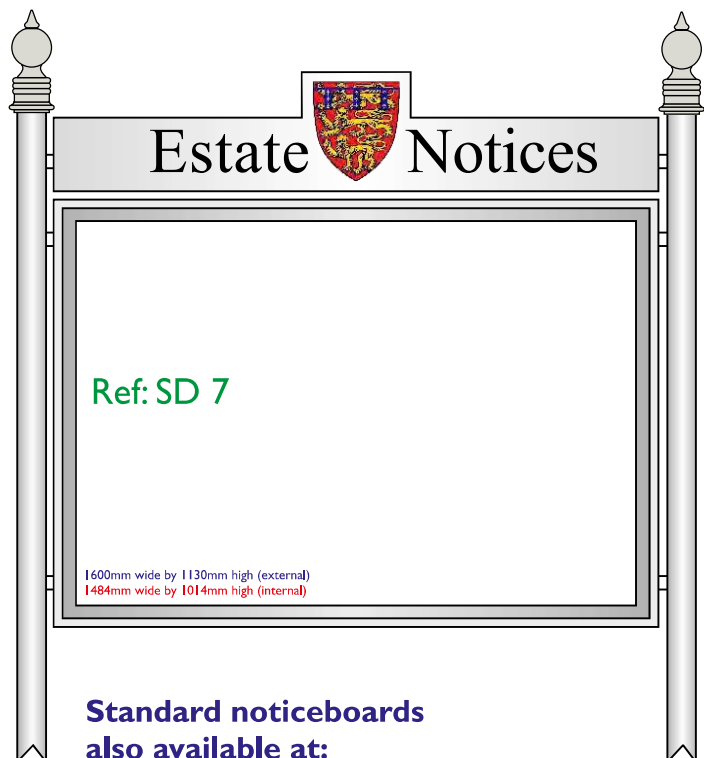 Estate Notices
Ref: SD 7
1600mm wide by 1130mm high (external)
1484mm wide by 1014mm high (internal)
Standard noticeboards
also available at: